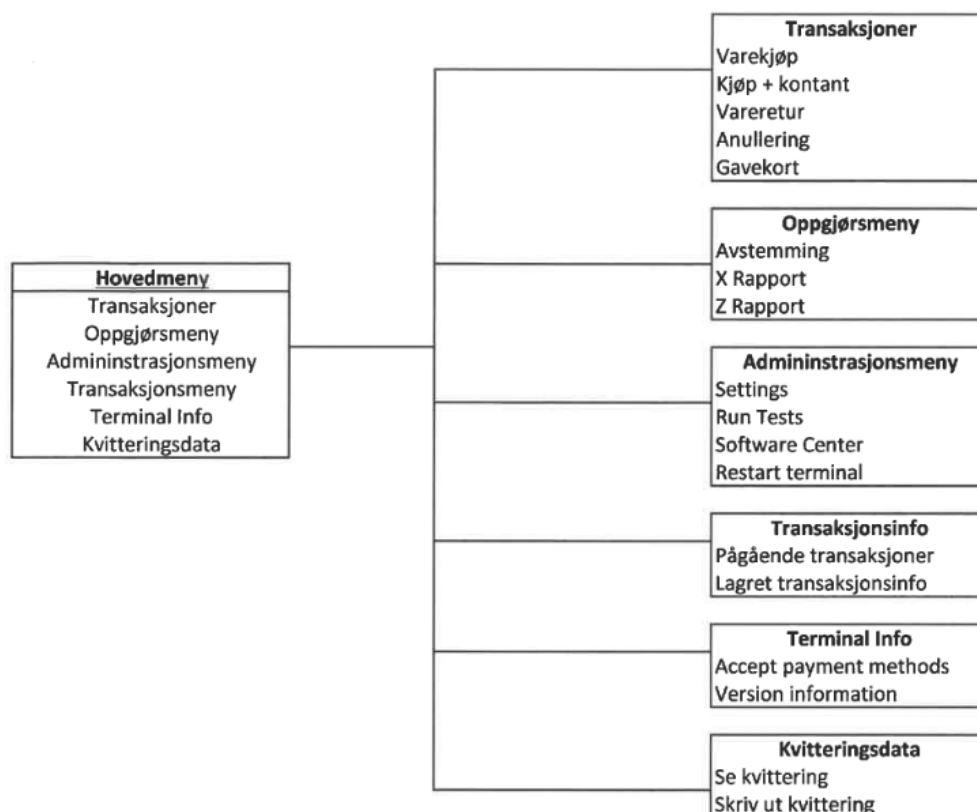 Hovedmeny
Transaksjoner
Oppgjørsmeny
Admininstrasjonsmeny
Transaksjonsmeny
Terminal Info
Kvitteringsdata
Transaksjoner
Varekjøp
Kjøp + kontant
Vareretur
Anullering
Gavekort
Oppgjørsmeny
Avstemming
X Rapport
Z Rapport
Admininstrasjonsmeny
Settings
Run Tests
Software Center
Restart terminal
Transaksjonsinfo
Pågående transaksjoner
Lagret transaksjonsinfo
Terminal Info
Accept payment methods
Version information
Kvitteringsdata
Se kvittering
Skriv ut kvittering